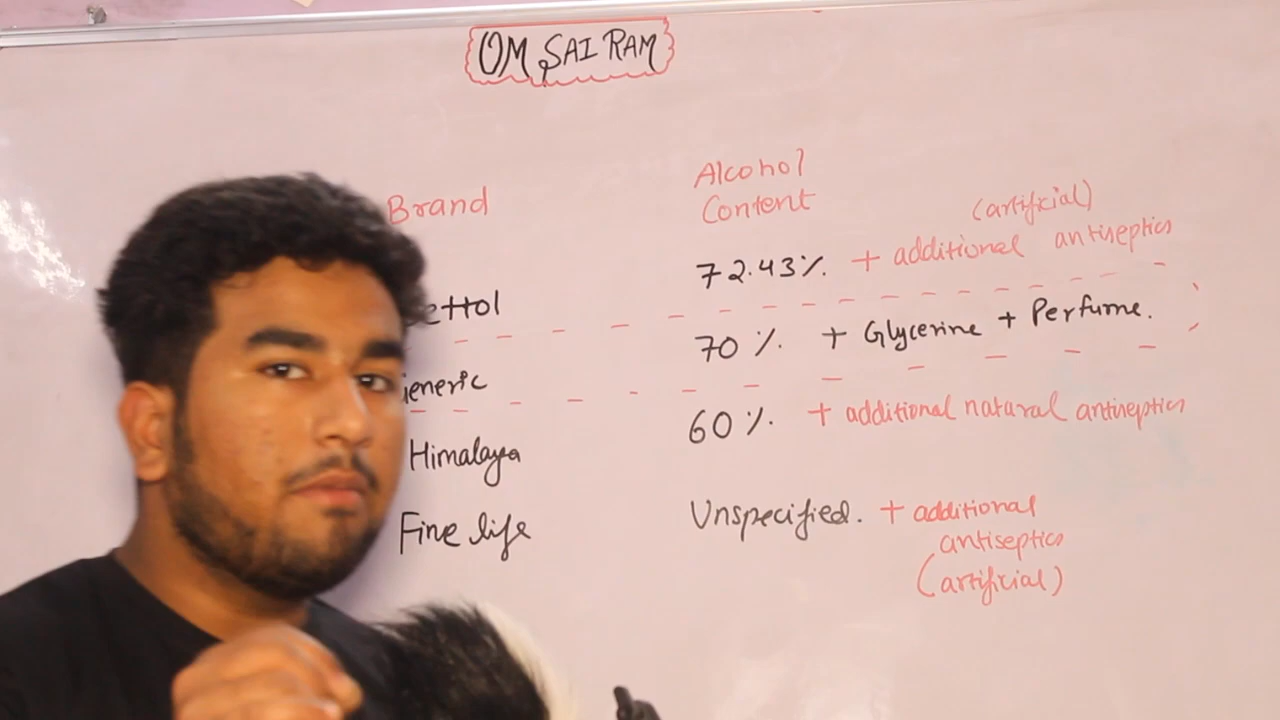 OM SAI RAM
Brand
Alcohol
Content
(artificial)
ettol 72.43% + additional antiseptics
eneric 70 % + Glycerine + Perfume.
Himalaya 60 % + additional natural antiseptics
Fine life Unspecified. + additional
antiseptics
(artificial)